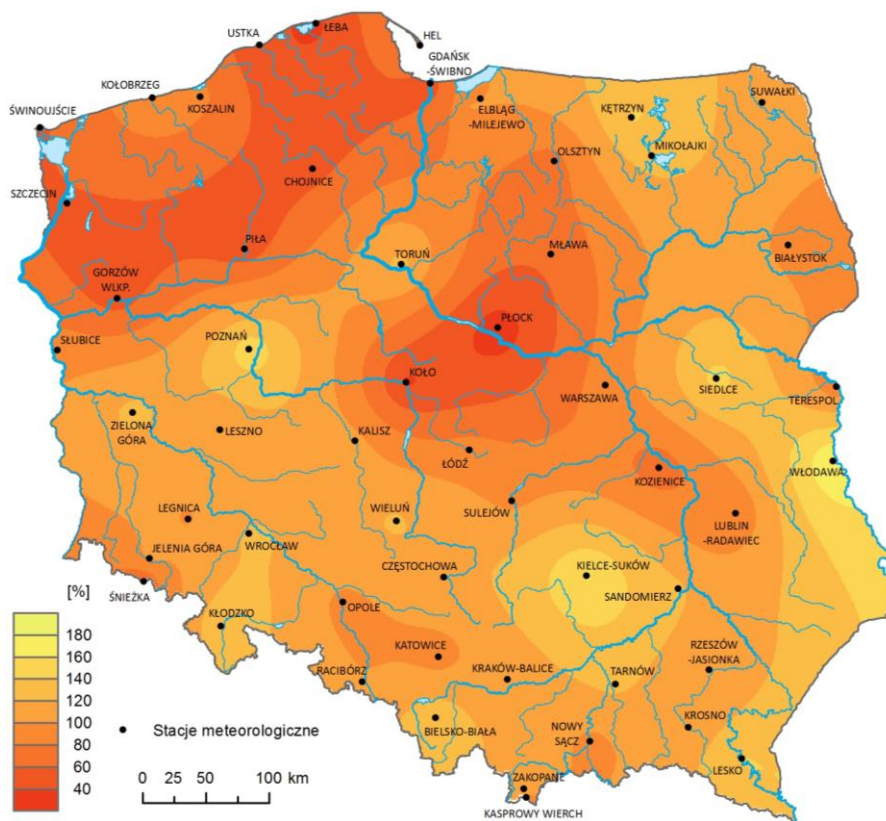 ŁEBA
USTKA
HEL
GDAŃSK
-ŚWIBNO
KOŁOBRZEG
KOSZALIN
ŚWINOUJŚCIE
ELBLĄG
-MILEJEWO
KĘTRZYN
SUWAŁKI
MIKOŁAJKI
OLSZTYN
CHOJNICE
SZCZECIN
PIŁA
TORUŃ
MŁAWA
BIAŁYSTOK
GORZÓW
WLKP.
PŁOCK
SŁUBICE
POZNAŃ
KOŁO
WARSZAWA
SIEDLCE
TERESPOL
ZIELONA
GÓRA
LESZNO
KALISZ
ŁÓDŹ
KOZIENICE
WŁODAWA
LEGNICA
WIELUŃ
SULEJÓW
LUBLIN
-RADAWIEC
JELENIA GÓRA
WROCŁAW
CZĘSTOCHOWA
KIELCE-SUKÓW
SANDOMIERZ
ŚNIEŻKA
KŁODZKO
OPOLE
KATOWICE
RACIBÓRZ
KRAKÓW-BALICE
TARNÓW
RZESZÓW
-JASIONKA
BIELSKO-BIAŁA
NOWY
SĄCZ
KROSNO
LESKO
ZAKOPANE
KASPROWY WIERCH
[%]
180
160
140
120
100
80
60
40
Stacje meteorologiczne
0 25 50 100 km